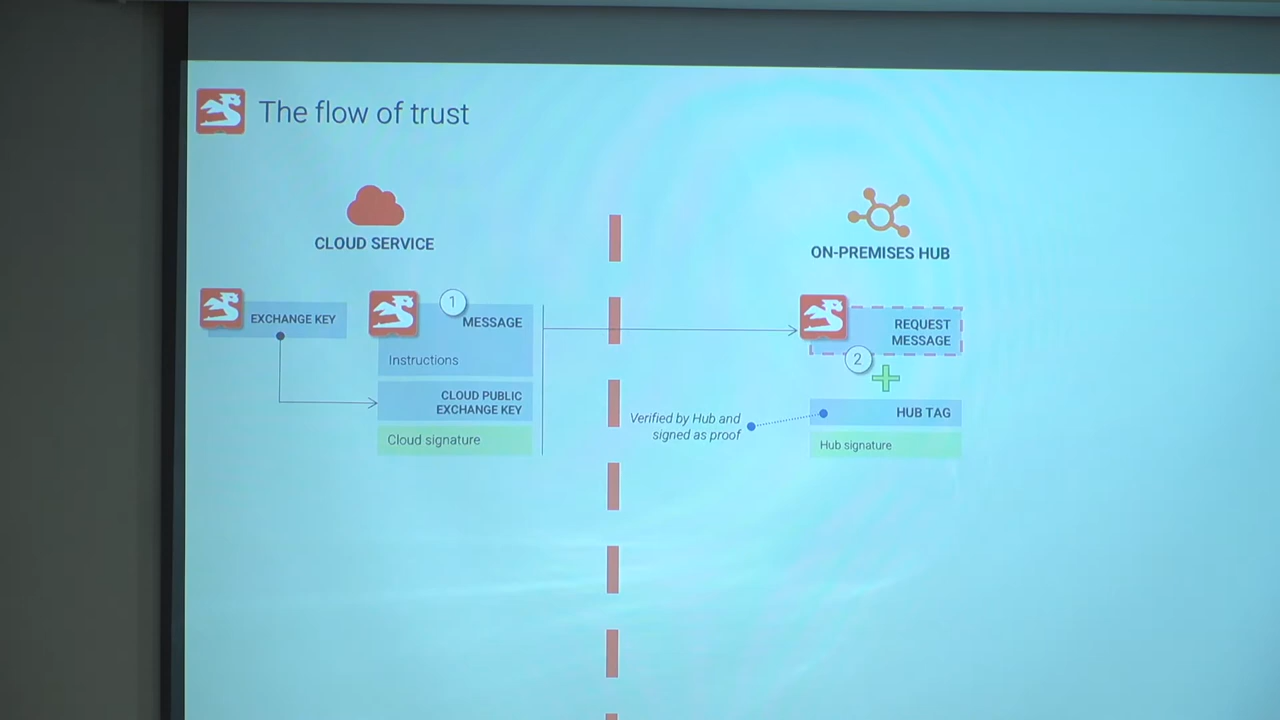 The flow of trust
CLOUD SERVICE
ON-PREMISES HUB
EXCHANGE KEY
1
MESSAGE
Instructions
CLOUD PUBLIC
EXCHANGE KEY
Cloud signature
REQUEST
MESSAGE
2
Verified by Hub and
signed as proof
HUB TAG
Hub signature